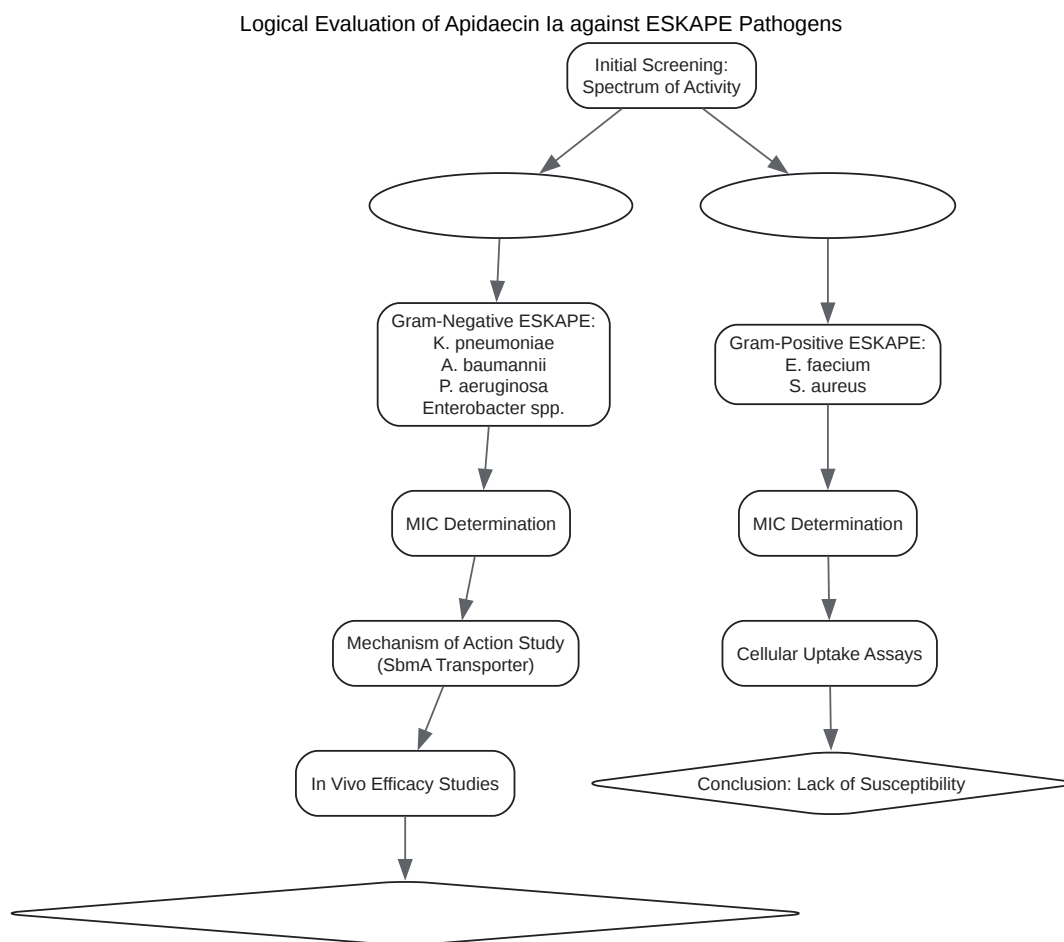 Logical Evaluation of Apidaecin Ia against ESKAPE Pathogens
Initial Screening:
Spectrum of Activity
Gram-Negative ESKAPE:
K. pneumoniae
A. baumannii
P. aeruginosa
Enterobacter spp.
Gram-Positive ESKAPE:
E. faecium
S. aureus
MIC Determination
MIC Determination
Mechanism of Action Study
(SbmA Transporter)
Cellular Uptake Assays
In Vivo Efficacy Studies
Conclusion: Lack of Susceptibility